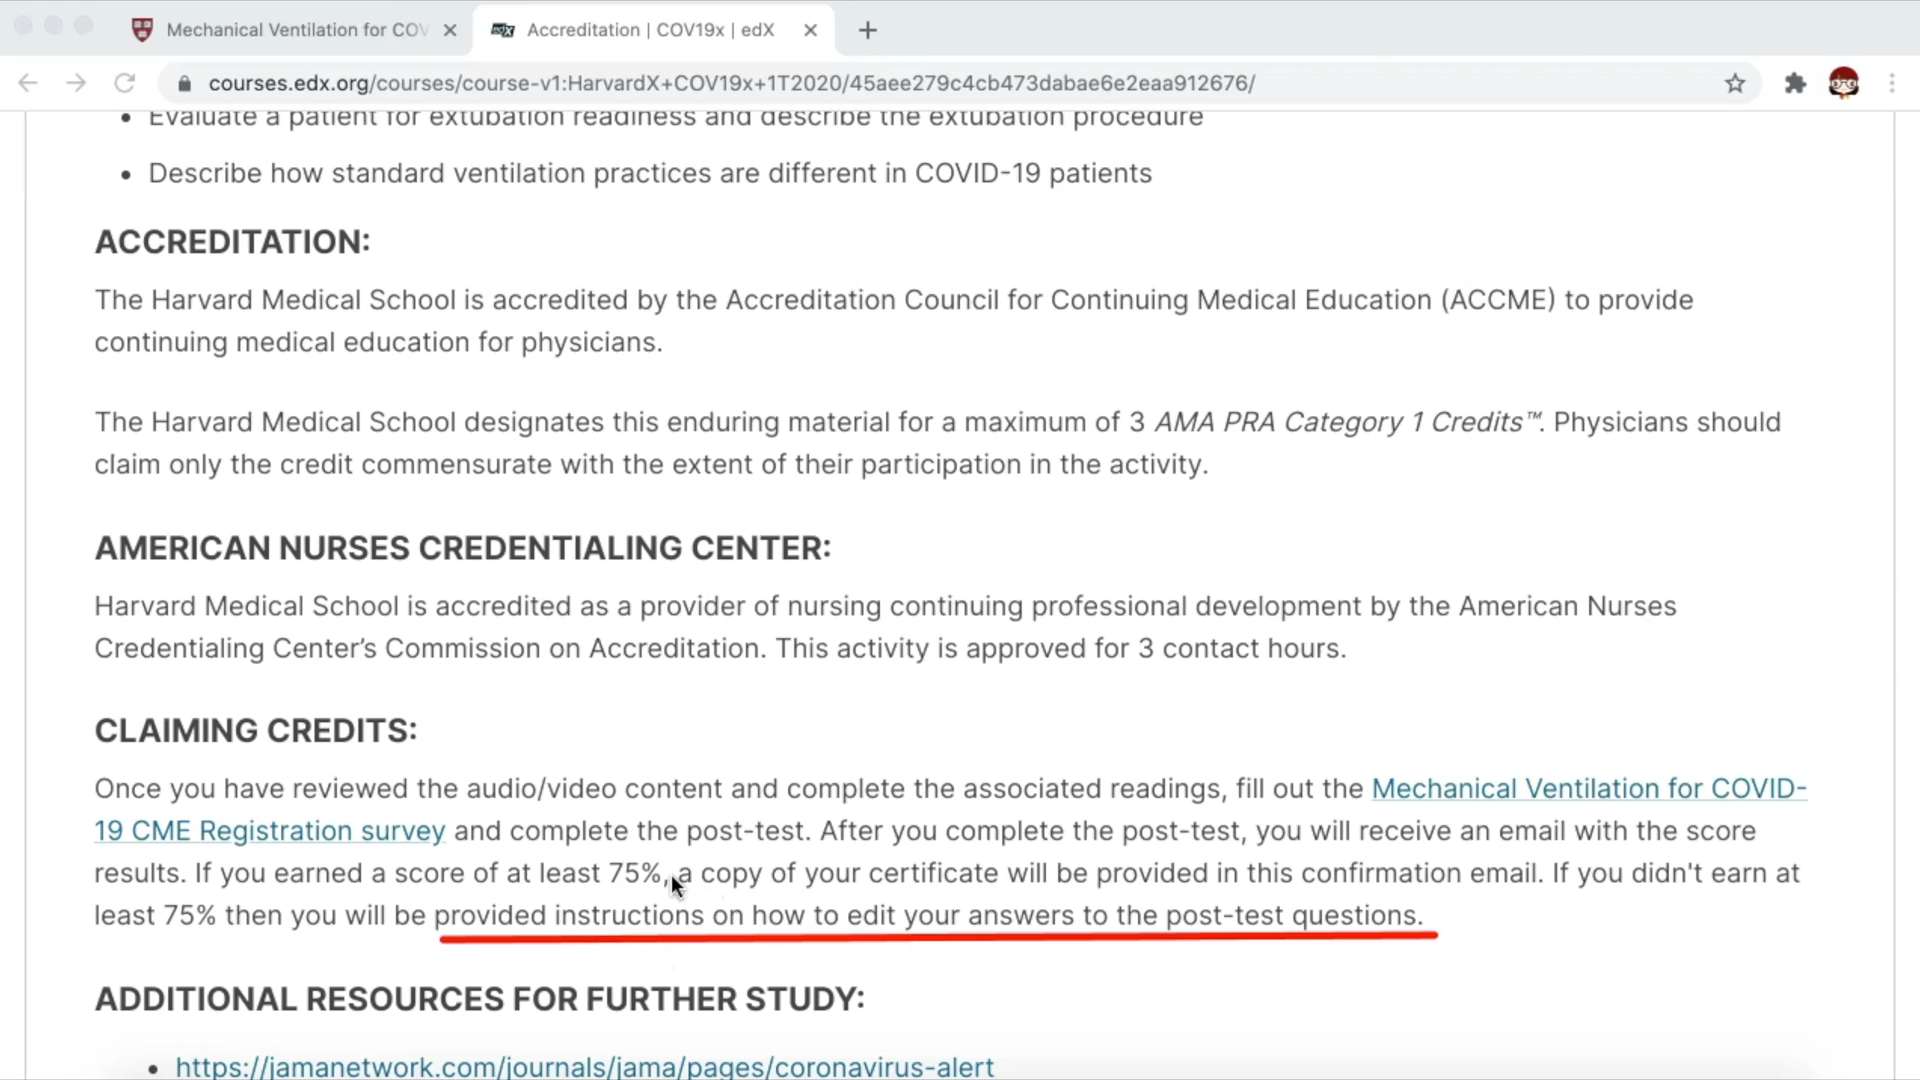 Mechanical Ventilation for COV
Accreditation | COV19x | edX
courses.edx.org/courses/course-v1:HarvardX+COV19x+1T2020/45aee279c4cb473dabae6e2eaa912676/
• Evaluate a patient for extubation readiness and describe the extubation procedure
• Describe how standard ventilation practices are different in COVID-19 patients
ACCREDITATION:
The Harvard Medical School is accredited by the Accreditation Council for Continuing Medical Education (ACCME) to provide
continuing medical education for physicians.
The Harvard Medical School designates this enduring material for a maximum of 3 AMA PRA Category 1 Credits™. Physicians should
claim only the credit commensurate with the extent of their participation in the activity.
AMERICAN NURSES CREDENTIALING CENTER:
Harvard Medical School is accredited as a provider of nursing continuing professional development by the American Nurses
Credentialing Center’s Commission on Accreditation. This activity is approved for 3 contact hours.
CLAIMING CREDITS:
Once you have reviewed the audio/video content and complete the associated readings, fill out the Mechanical Ventilation for COVID-
19 CME Registration survey and complete the post-test. After you complete the post-test, you will receive an email with the score
results. If you earned a score of at least 75%, a copy of your certificate will be provided in this confirmation email. If you didn't earn at
least 75% then you will be provided instructions on how to edit your answers to the post-test questions.
ADDITIONAL RESOURCES FOR FURTHER STUDY:
• https://jamanetwork.com/journals/jama/pages/coronavirus-alert